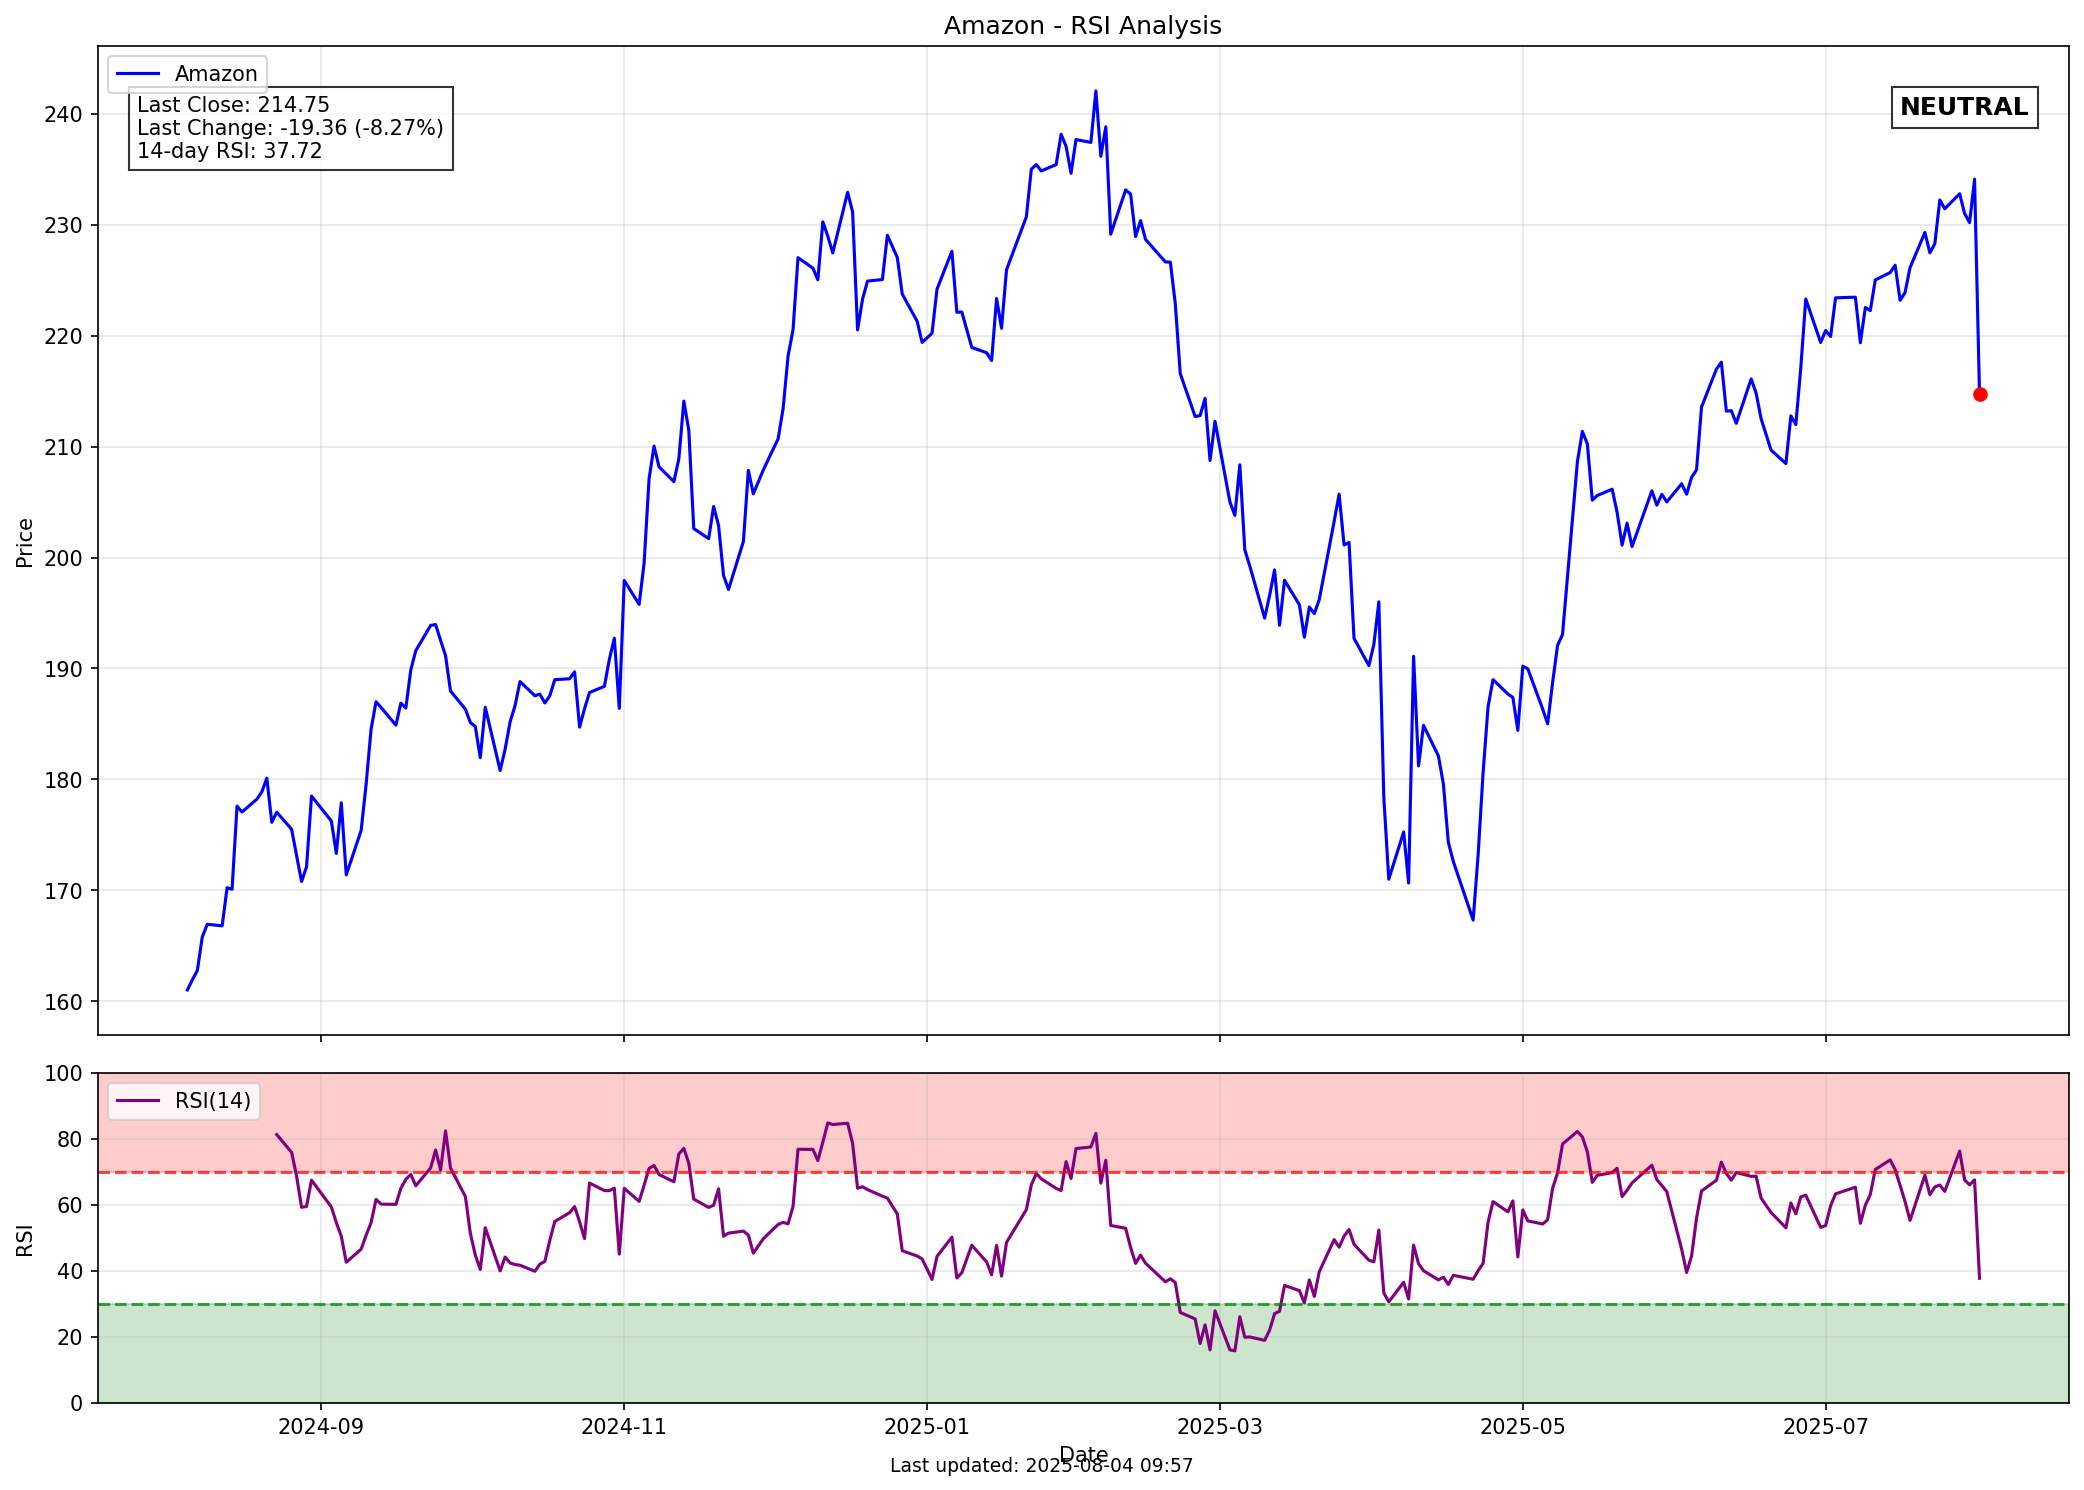 Amazon - RSI Analysis
Amazon
Last Close: 214.75
Last Change: -19.36 (-8.27%)
14-day RSI: 37.72
NEUTRAL
Price
240
230
220
210
200
190
180
170
160
RSI(14)
RSI
100
80
60
40
20
0
2024-09
2024-11
2025-01
2025-03
2025-05
2025-07
Date
Last updated: 2025-08-04 09:57